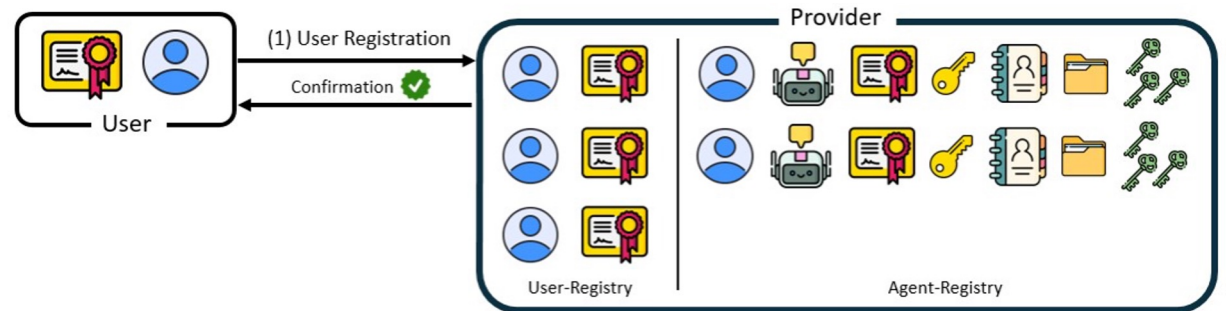 Provider
(1) User Registration
Confirmation
User
User-Registry
Agent-Registry